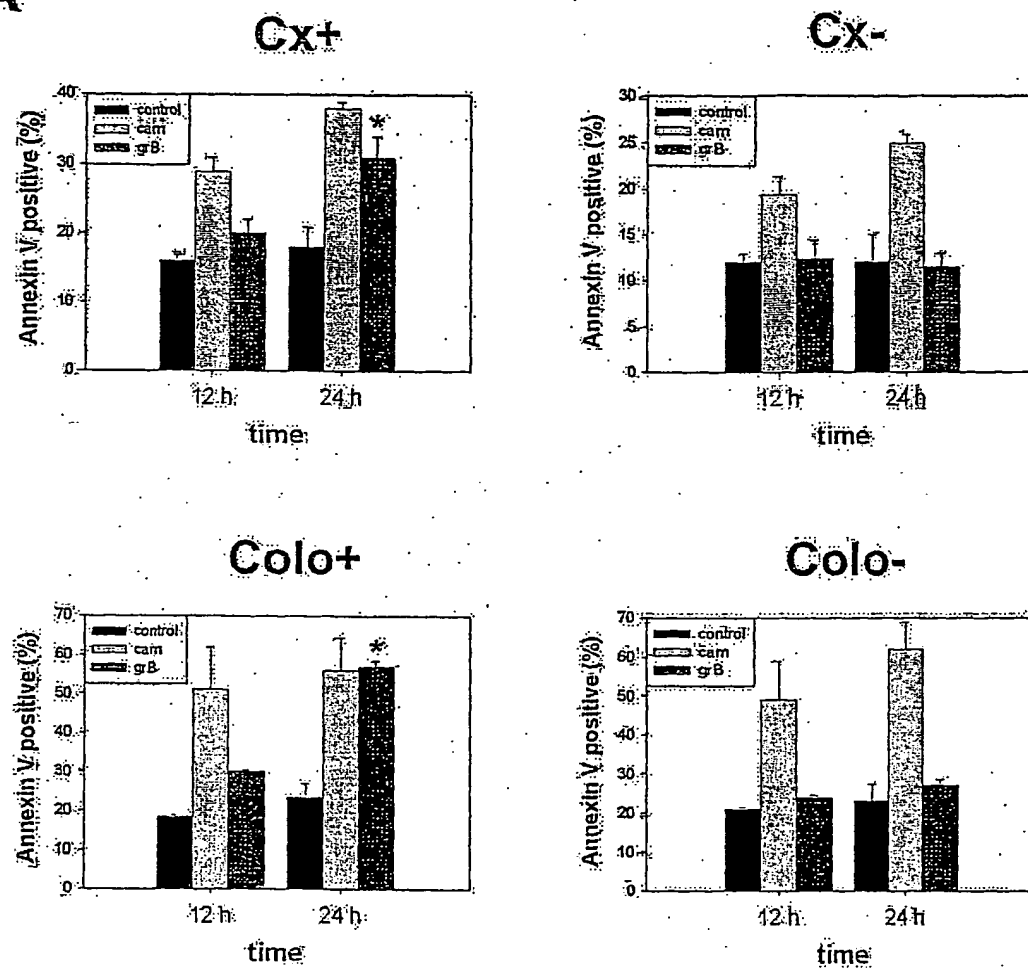 A
Cx+
Annexin V positive (%)
40
30
20
10
0
control
cam
grB
*
12 h
24 h
time
Cx-
Annexin V positive (%)
30
25
20
15
10
5
0
control
cam
grB
12 h
24 h
time
Colo+
Annexin V positive (%)
70
60
50
40
30
20
10
0
control
cam
grB
*
12 h
24 h
time
Colo-
Annexin V positive (%)
70
60
50
40
30
20
10
0
control
cam
grB
12 h
24 h
time